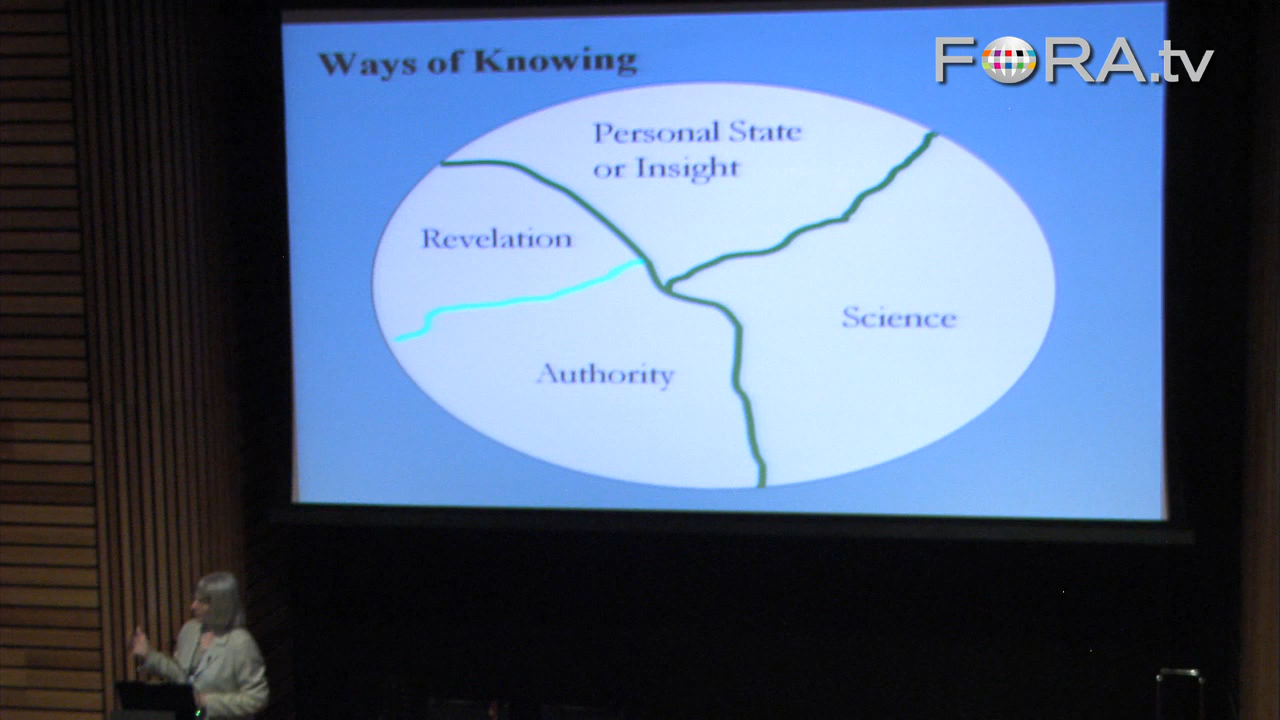 Ways of Knowing
FORA.tv
Personal State
or Insight
Revelation
Science
Authority